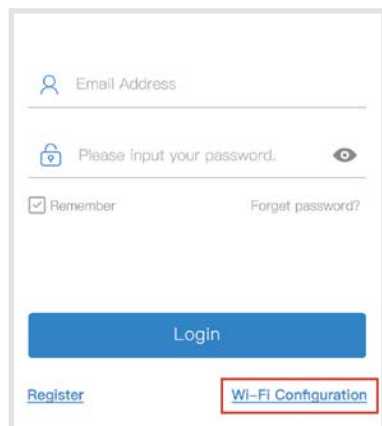 Email Address
Please input your password.
Remember Forget password?
Login
Register Wi-Fi Configuration